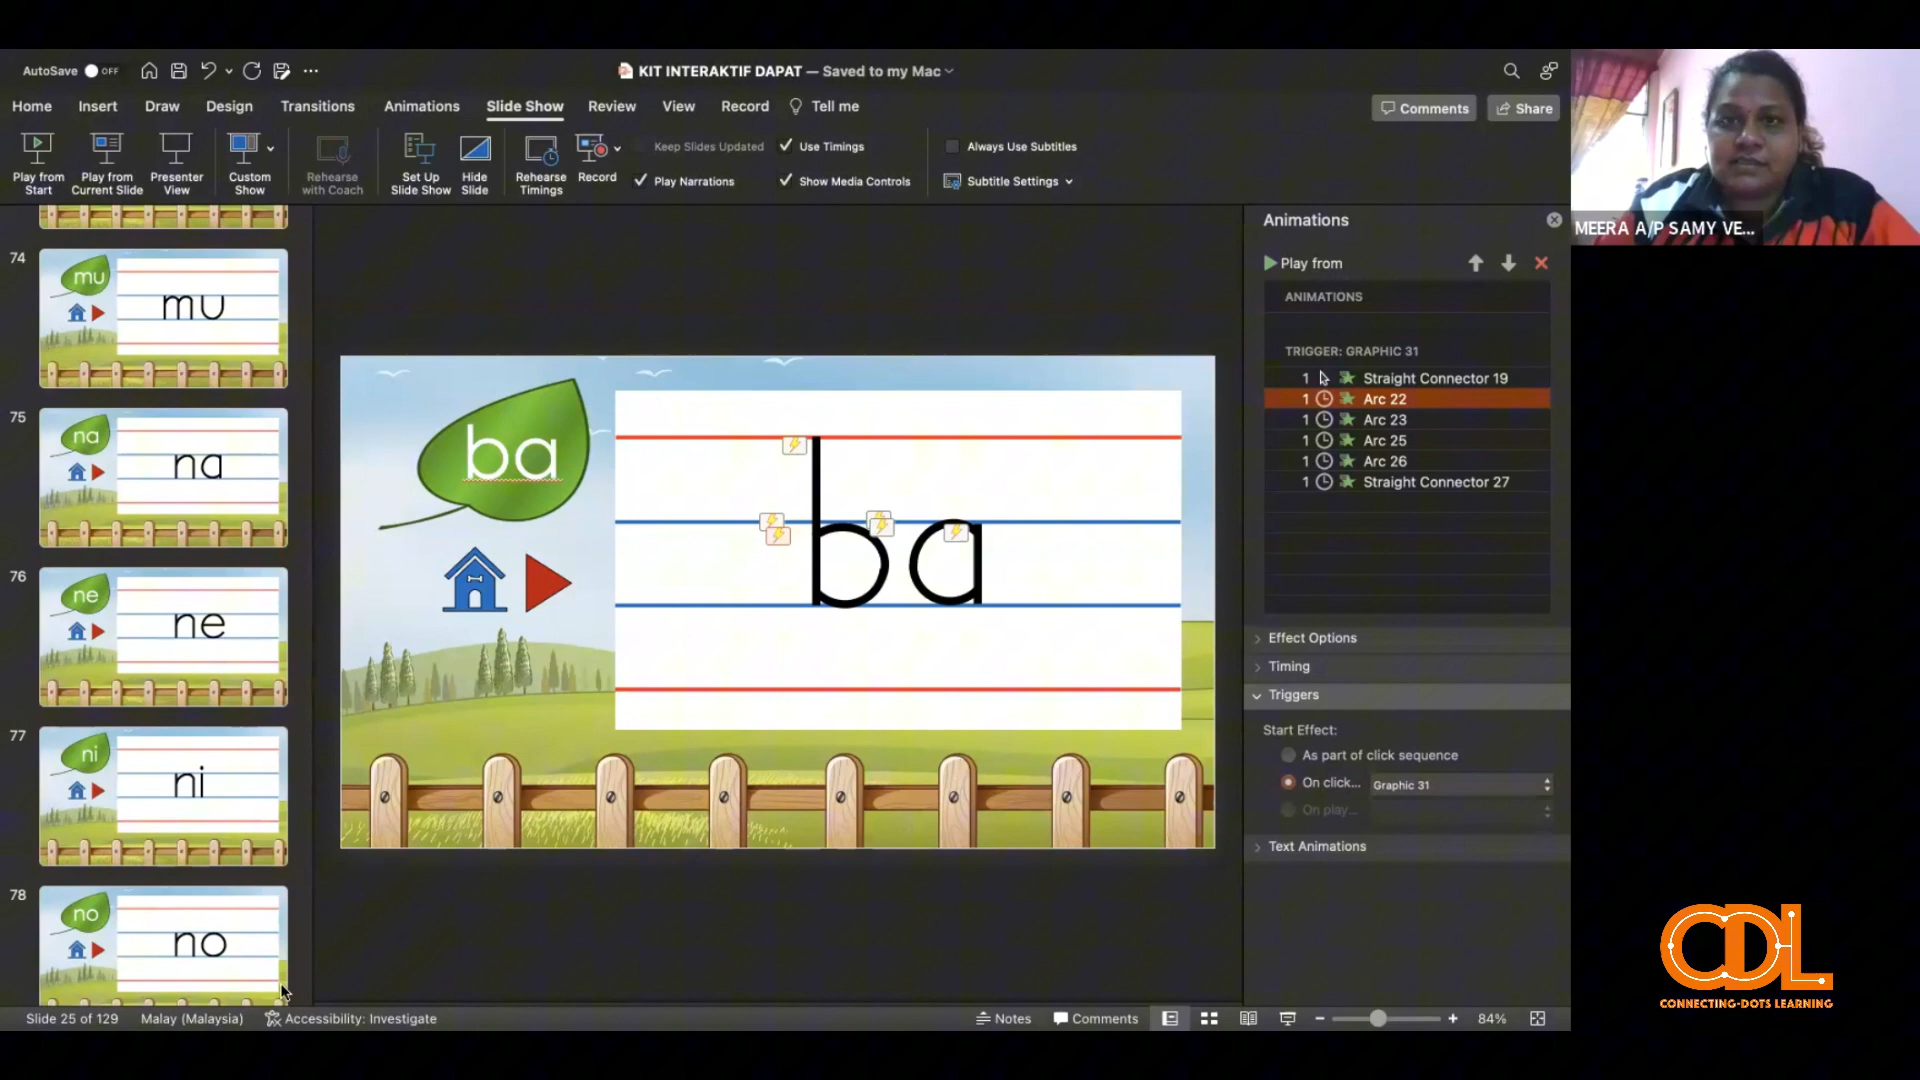 AutoSave OFF
KIT INTERAKTIF DAPAT — Saved to my Mac
Home Insert Draw Design Transitions Animations Slide Show Review View Record Tell me
Comments Share
Play from Start
Play from Current Slide
Presenter View
Custom Show
Rehearse with Coach
Set Up Slide Show
Hide Slide
Rehearse Timings
Record
Keep Slides Updated
Use Timings
Play Narrations
Show Media Controls
Always Use Subtitles
Subtitle Settings
MEERA A/P SAMY VE...
74
mu
mu
75
na
na
76
ne
ne
77
ni
ni
78
no
no
ba
ba
Animations
Play from
ANIMATIONS
TRIGGER: GRAPHIC 31
1 Straight Connector 19
1 Arc 22
1 Arc 23
1 Arc 25
1 Arc 26
1 Straight Connector 27
Effect Options
Timing
Triggers
Start Effect:
As part of click sequence
On click... Graphic 31
On play...
Text Animations
CDL
CONNECTING-DOTS LEARNING
Slide 25 of 129 Malay (Malaysia) Accessibility: Investigate
Notes Comments 84%